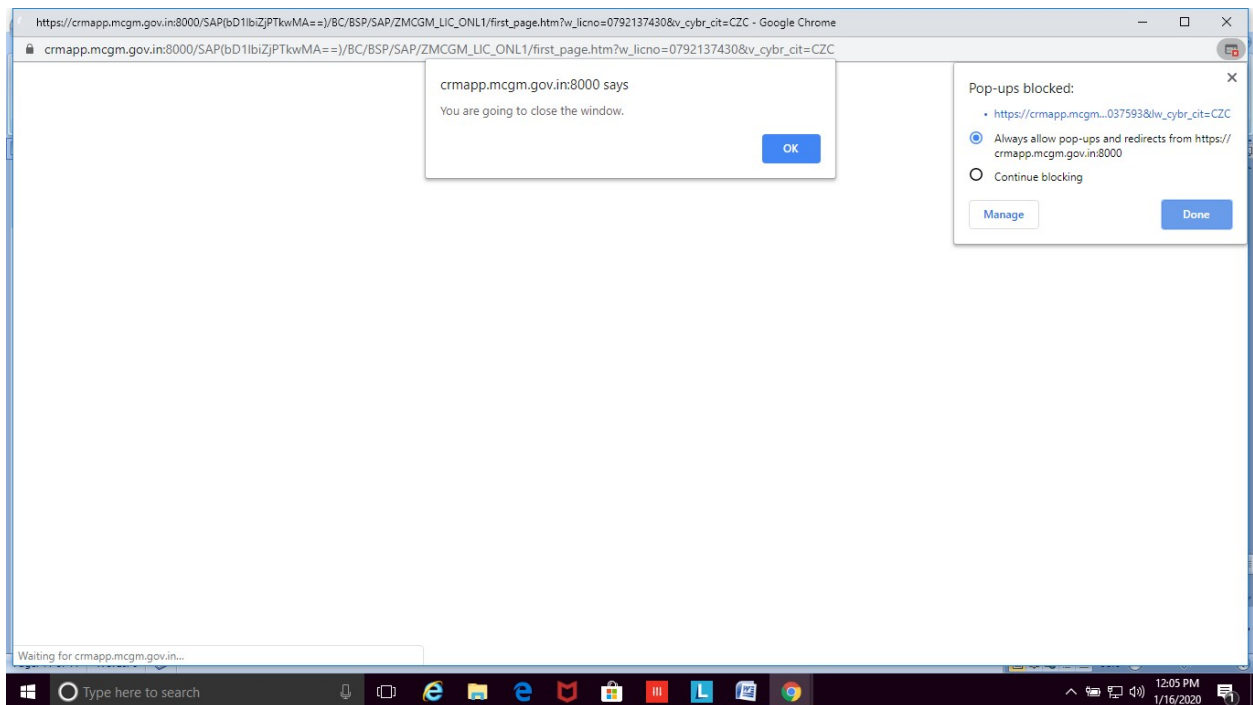 https://crmapp.mcgm.gov.in:8000/SAP(bD1lbiZjPTkwMA==)/BC/BSP/SAP/ZMCGM_LIC_ONL1/first_page.htm?w_licno=0792137430&v_cybr_cit=CZC - Google Chrome
crmapp.mcgm.gov.in:8000/SAP(bD1lbiZjPTkwMA==)/BC/BSP/SAP/ZMCGM_LIC_ONL1/first_page.htm?w_licno=0792137430&v_cybr_cit=CZC
crmapp.mcgm.gov.in:8000 says
You are going to close the window.
OK
Pop-ups blocked:
• https://crmapp.mcgm...037593&lw_cybr_cit=CZC
Always allow pop-ups and redirects from https://
crmapp.mcgm.gov.in:8000
Continue blocking
Manage
Done
Waiting for crmapp.mcgm.gov.in...
Type here to search
12:05 PM
1/16/2020